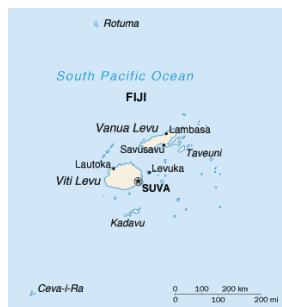 Rotuma
South Pacific Ocean
FIJI
Vanua Levu
Lambasa
Savusavu
Taveuni
Lautoka
Levuka
Viti Levu
SUVA
Kadavu
Ceva-i-Ra
0 100 200 km
0 100 200 mi